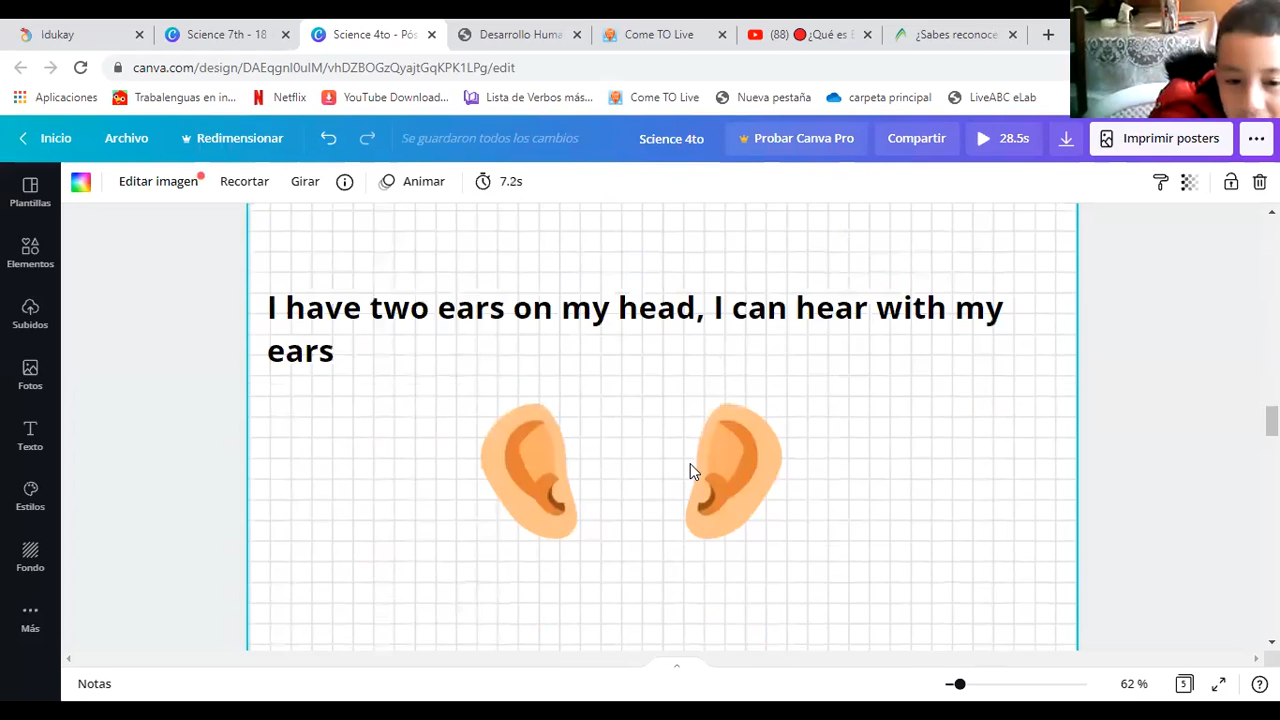 Idukay
Science 7th - 18
Science 4to - Pós
Desarrollo Huma
Come TO Live
(88) ¿Qué es E
¿Sabes reconoce
canva.com/design/DAEqgnI0uIM/vhDZBOGzQyajtGqKPK1LPg/edit
Aplicaciones
Trabalenguas en in...
Netflix
YouTube Download...
Lista de Verbos más...
Come TO Live
Nueva pestaña
carpeta principal
LiveABC eLab
Inicio
Archivo
Redimensionar
Se guardaron todos los cambios
Science 4to
Probar Canva Pro
Compartir
28.5s
Imprimir posters
Editar imagen
Recortar
Girar
Animar
7.2s
Plantillas
Elementos
Subidos
Fotos
Texto
Estilos
Fondo
Más
I have two ears on my head, I can hear with my
ears
Notas
62 %
5